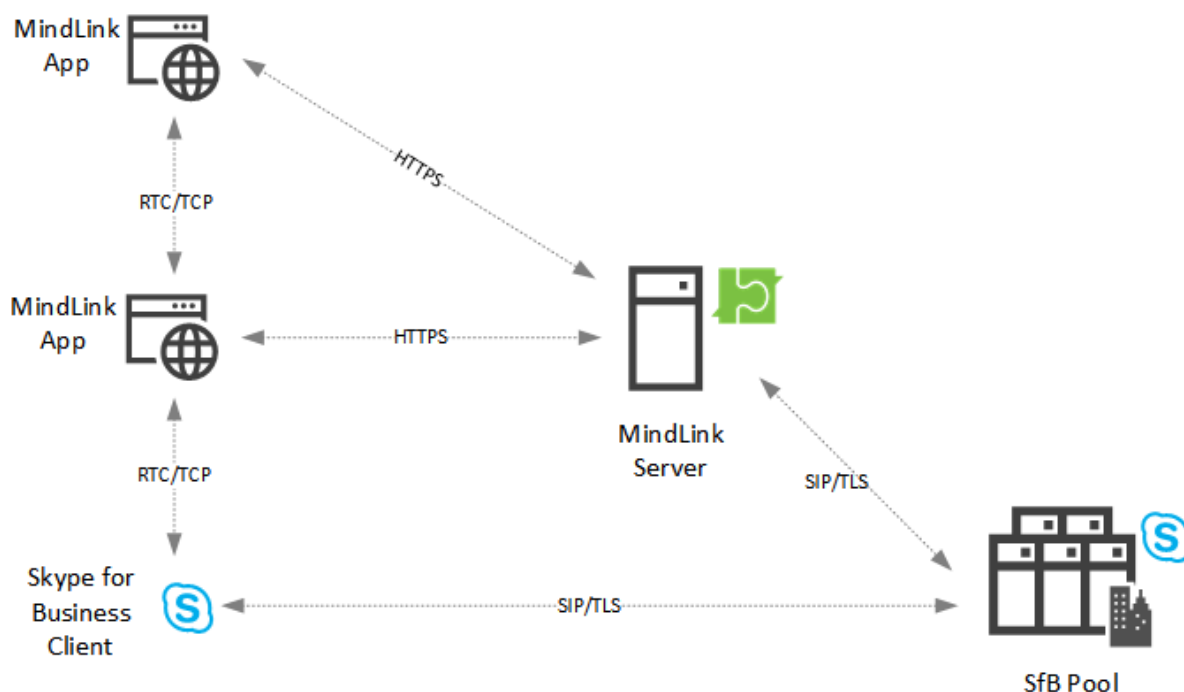 MindLink
App
HTTPS
RTC/TCP
MindLink
App
HTTPS
MindLink
Server
RTC/TCP
SIP/TLS
Skype for
Business
Client
SIP/TLS
SfB Pool